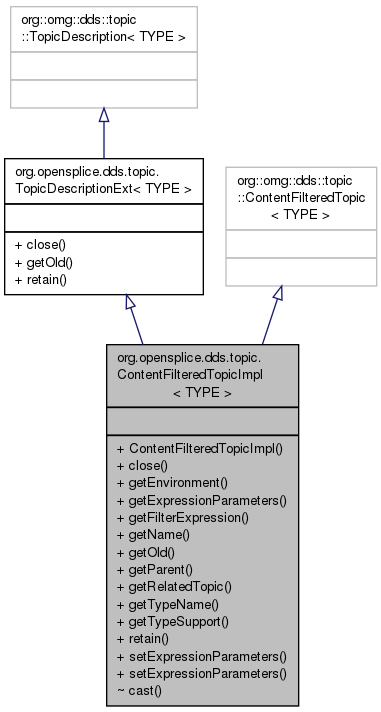 org::omg::dds::topic
::TopicDescription< TYPE >
org.opensplice.dds.topic.
TopicDescriptionExt< TYPE >
+ close()
+ getOld()
+ retain()
org::omg::dds::topic
::ContentFilteredTopic
< TYPE >
org.opensplice.dds.topic.
ContentFilteredTopicImpl
< TYPE >
+ ContentFilteredTopicImpl()
+ close()
+ getEnvironment()
+ getExpressionParameters()
+ getFilterExpression()
+ getName()
+ getOld()
+ getParent()
+ getRelatedTopic()
+ getTypeName()
+ getTypeSupport()
+ retain()
+ setExpressionParameters()
+ setExpressionParameters()
~ cast()